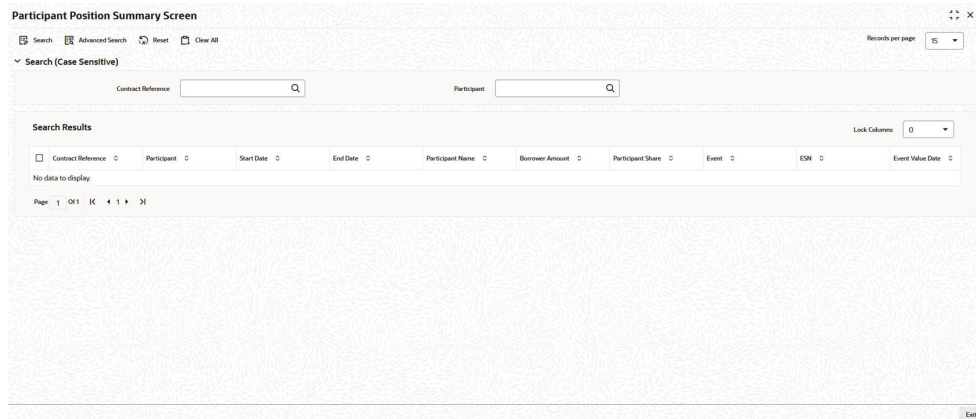 Participant Position Summary Screen
Search Advanced Search Reset Clear All Records per page 15
Search (Case Sensitive)
Contract Reference Participant
Search Results Lock Columns 0
Contract Reference Participant Start Date End Date Participant Name Borrower Amount Participant Share Event ESN Event Value Date
No data to display.
Page 1 Of 1 1
Exit